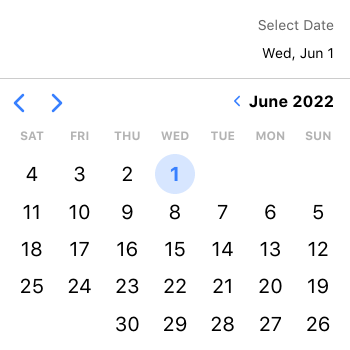 Select Date
Wed, Jun 1
June 2022
SAT FRI THU WED TUE MON SUN
4 3 2 1
11 10 9 8 7 6 5
18 17 16 15 14 13 12
25 24 23 22 21 20 19
30 29 28 27 26